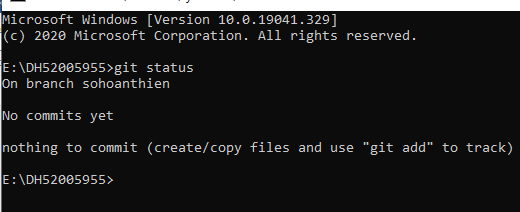 Microsoft Windows [Version 10.0.19041.329]
(c) 2020 Microsoft Corporation. All rights reserved.
E:\DH52005955>git status
On branch sohoanthien
No commits yet
nothing to commit (create/copy files and use "git add" to track)
E:\DH52005955>